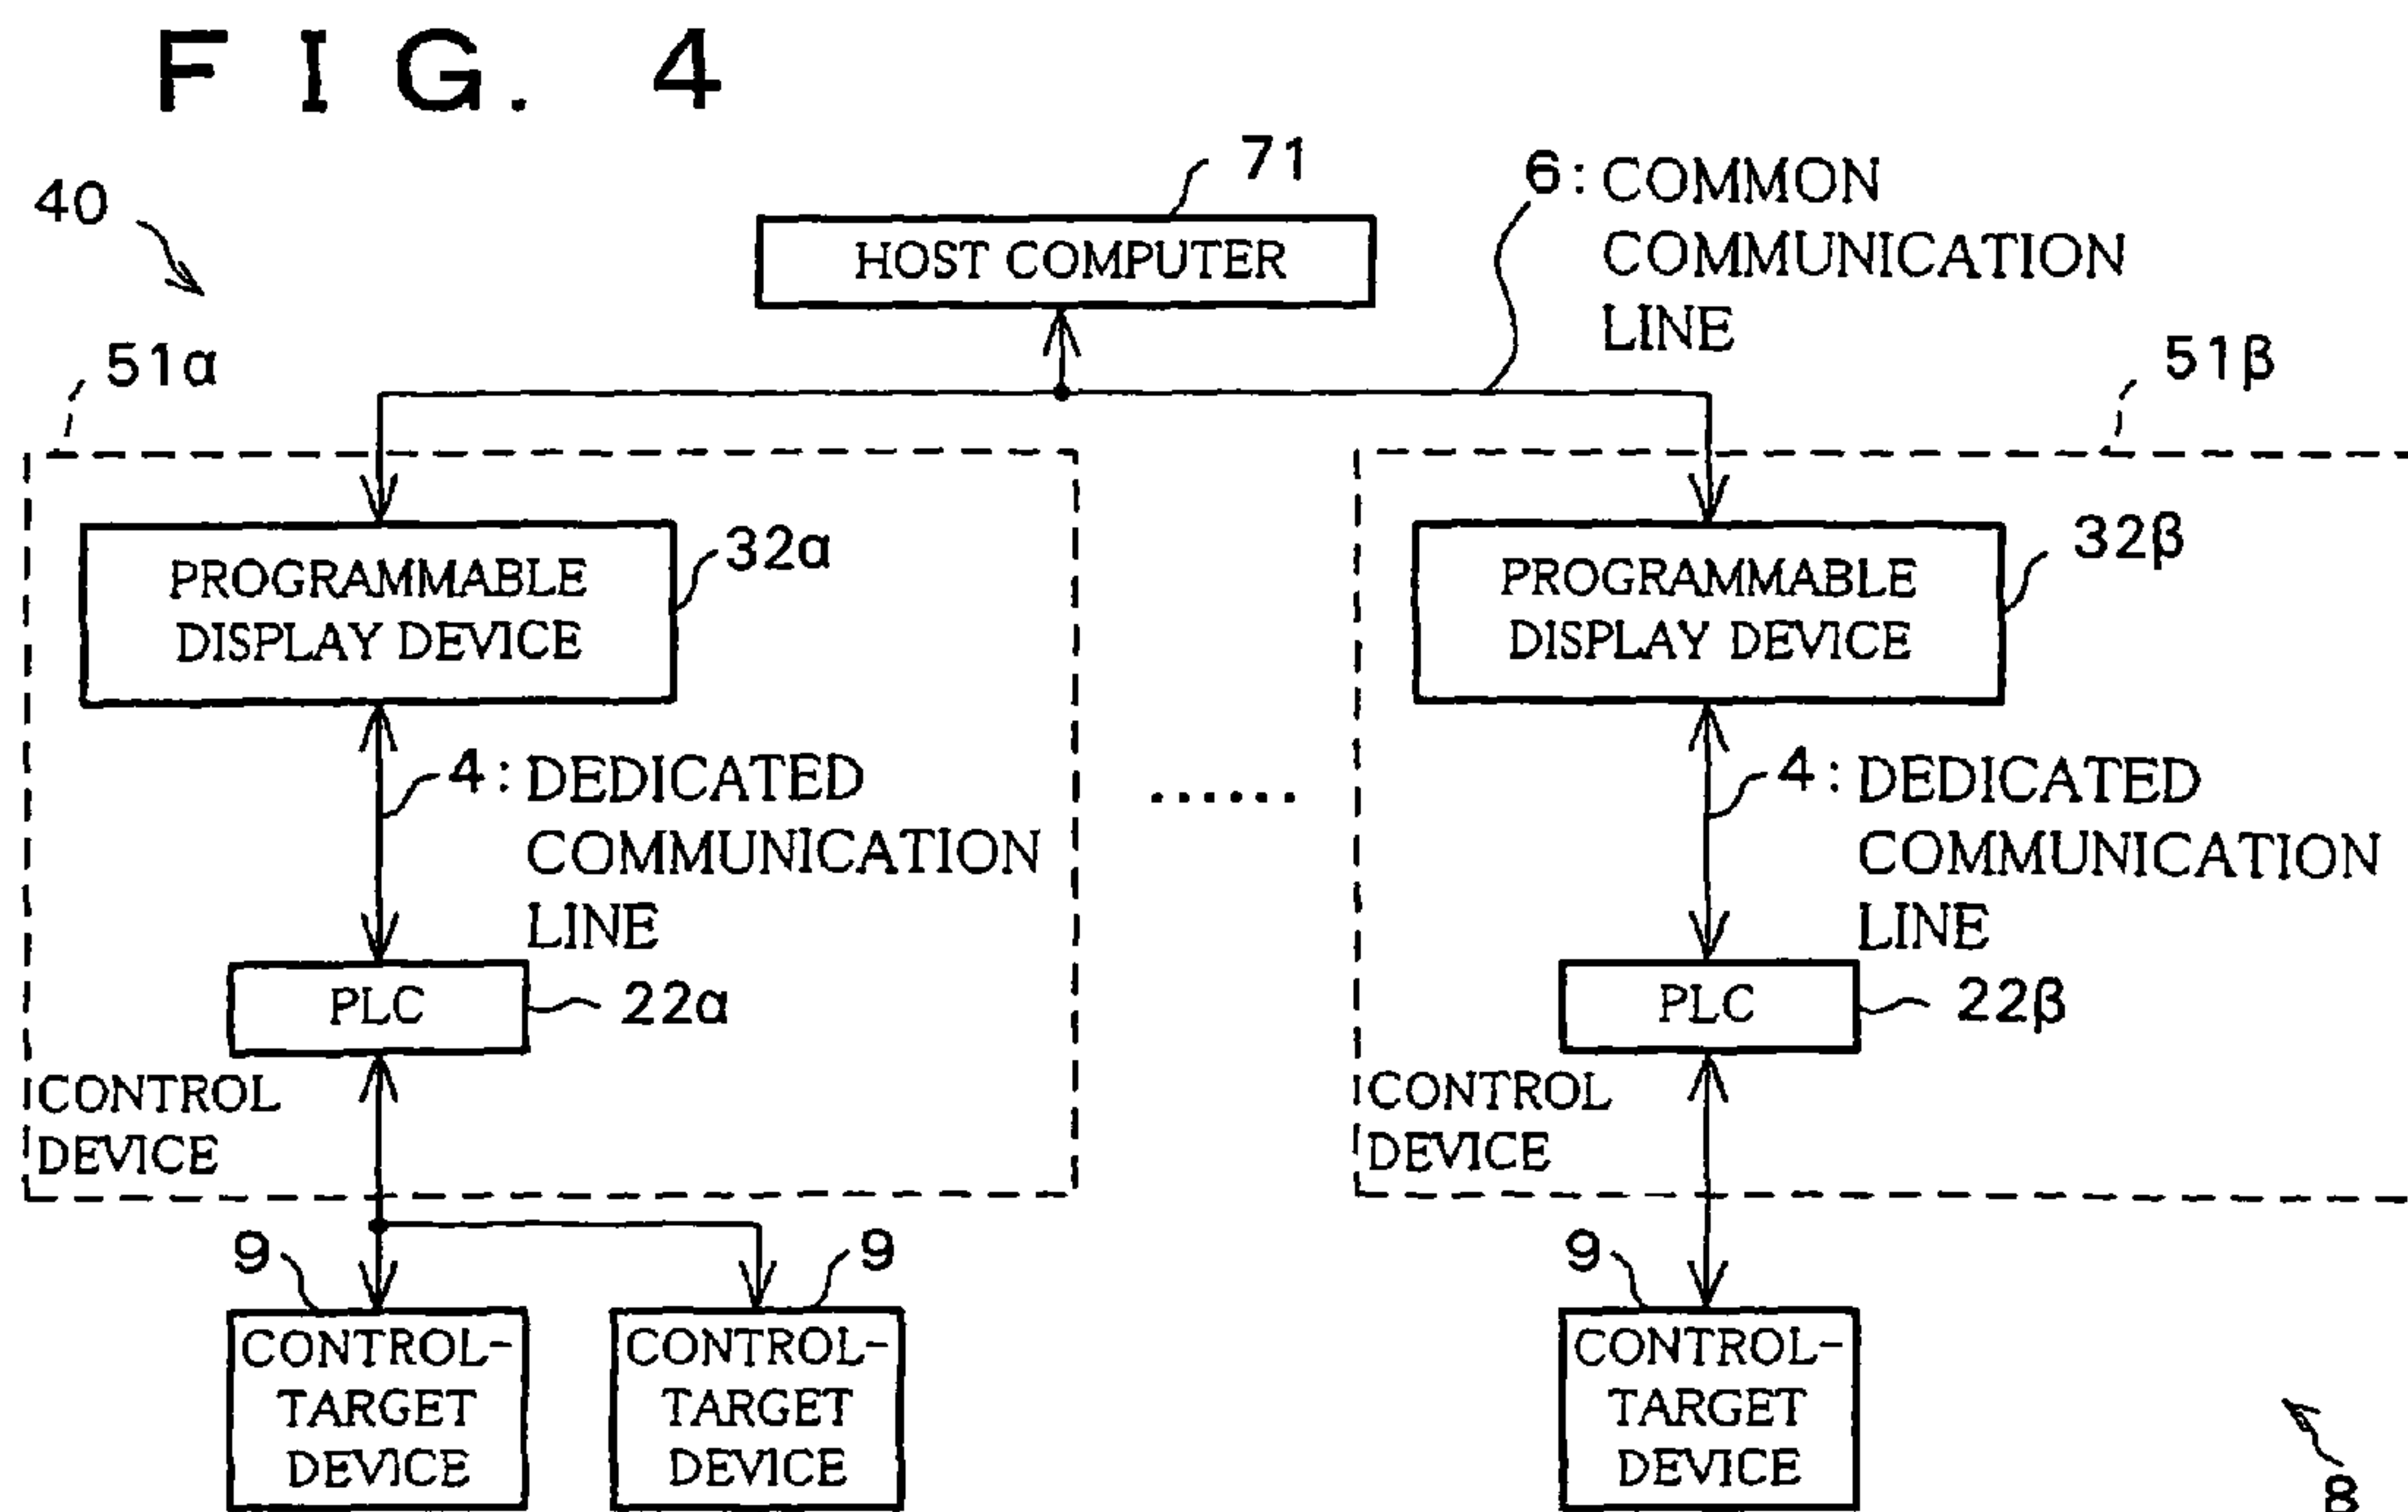 FIG. 4
71
6: COMMON
COMMUNICATION
LINE
40
HOST COMPUTER
51α
51β
PROGRAMMABLE
DISPLAY DEVICE
32α
PROGRAMMABLE
DISPLAY DEVICE
32β
4: DEDICATED
COMMUNICATION
LINE
......
4: DEDICATED
COMMUNICATION
LINE
PLC
22α
PLC
22β
CONTROL
DEVICE
CONTROL
DEVICE
9
9
9
CONTROL-
TARGET
DEVICE
CONTROL-
TARGET
DEVICE
CONTROL-
TARGET
DEVICE
8